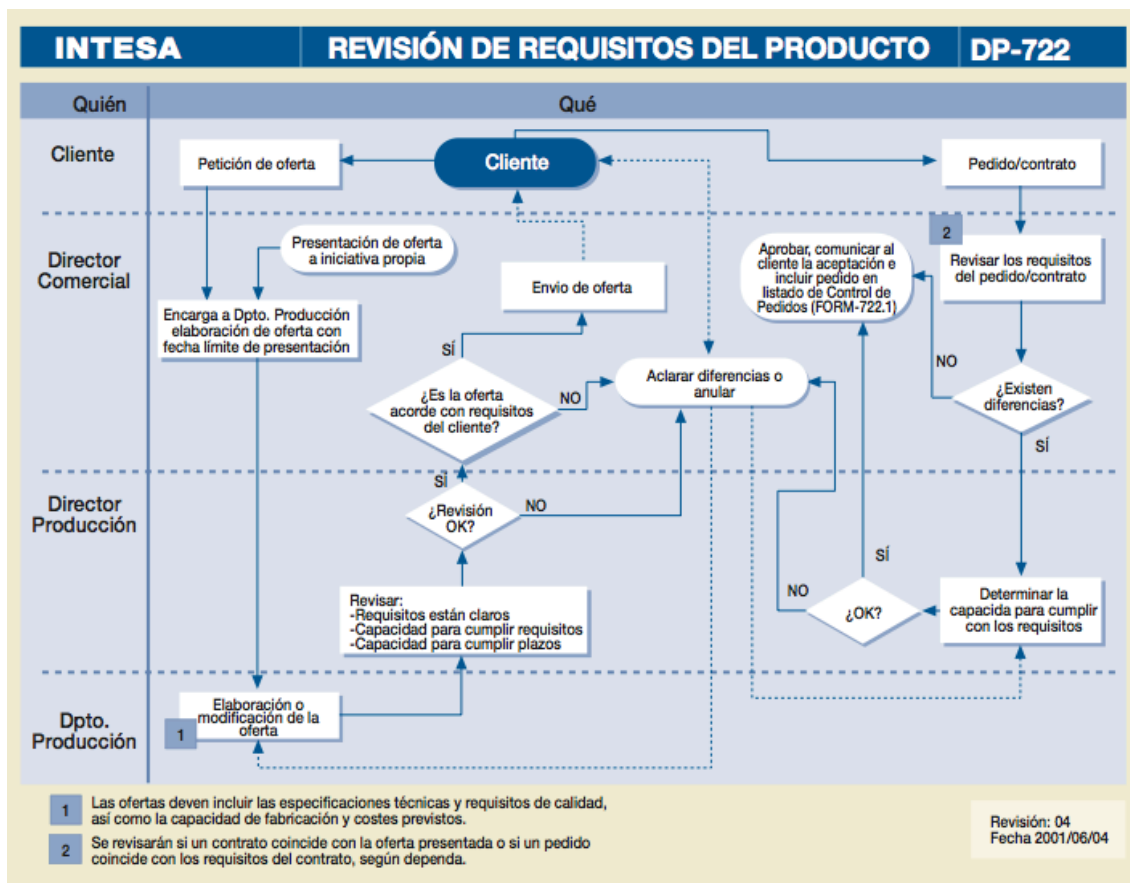 INTESA
REVISIÓN DE REQUISITOS DEL PRODUCTO
DP-722
Quién
Qué
Cliente
Petición de oferta
Cliente
Pedido/contrato
Director
Comercial
Presentación de oferta
a iniciativa propia
Encarga a Dpto. Producción
elaboración de oferta con
fecha límite de presentación
Envio de oferta
SÍ
¿Es la oferta
acorde con requisitos
del cliente?
NO
Aclarar diferencias o
anular
Aprobar, comunicar al
cliente la aceptación e
incluir pedido en
listado de Control de
Pedidos (FORM-722.1)
2
Revisar los requisitos
del pedido/contrato
NO
¿Existen
diferencias?
SÍ
Director
Producción
SÍ
¿Revisión
OK?
NO
Revisar:
-Requisitos están claros
-Capacidad para cumplir requisitos
-Capacidad para cumplir plazos
SÍ
NO
¿OK?
Determinar la
capacida para cumplir
con los requisitos
Dpto.
Producción
Elaboración o
modificación de la
oferta
1
1
Las ofertas deven incluir las especificaciones técnicas y requisitos de calidad,
así como la capacidad de fabricación y costes previstos.
2
Se revisarán si un contrato coincide con la oferta presentada o si un pedido
coincide con los requisitos del contrato, según dependa.
Revisión: 04
Fecha 2001/06/04